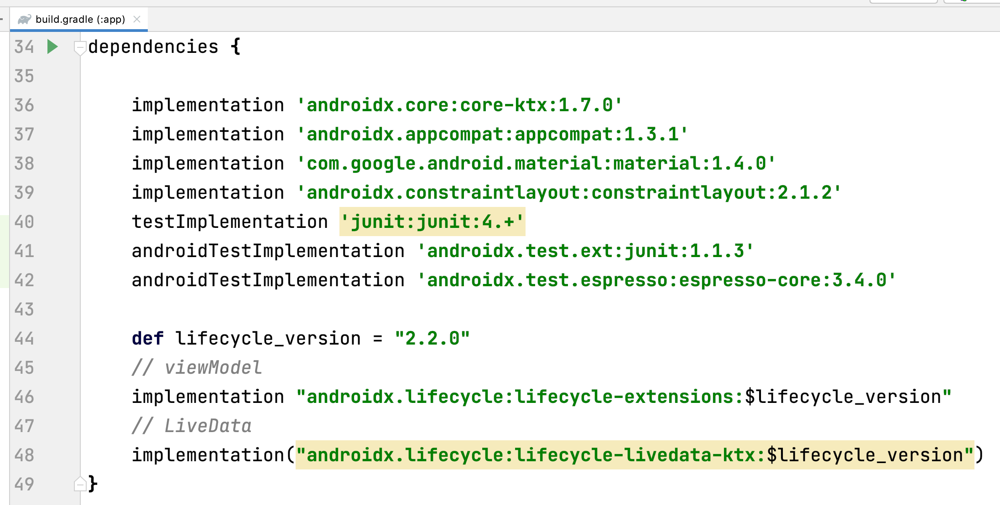 build.gradle (:app)
34 dependencies {
35
36 implementation 'androidx.core:core-ktx:1.7.0'
37 implementation 'androidx.appcompat:appcompat:1.3.1'
38 implementation 'com.google.android.material:material:1.4.0'
39 implementation 'androidx.constraintlayout:constraintlayout:2.1.2'
40 testImplementation 'junit:junit:4.+'
41 androidTestImplementation 'androidx.test.ext:junit:1.1.3'
42 androidTestImplementation 'androidx.test.espresso:espresso-core:3.4.0'
43
44 def lifecycle_version = "2.2.0"
45 // viewModel
46 implementation "androidx.lifecycle:lifecycle-extensions:$lifecycle_version"
47 // LiveData
48 implementation("androidx.lifecycle:lifecycle-livedata-ktx:$lifecycle_version")
49 }